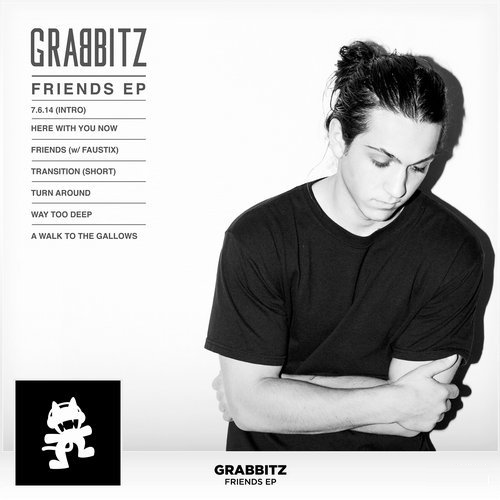 GRABBITZ
FRIENDS EP
7.6.14 (INTRO)
HERE WITH YOU NOW
FRIENDS (w/ FAUSTIX)
TRANSITION (SHORT)
TURN AROUND
WAY TOO DEEP
A WALK TO THE GALLOWS
GRABBITZ
FRIENDS EP